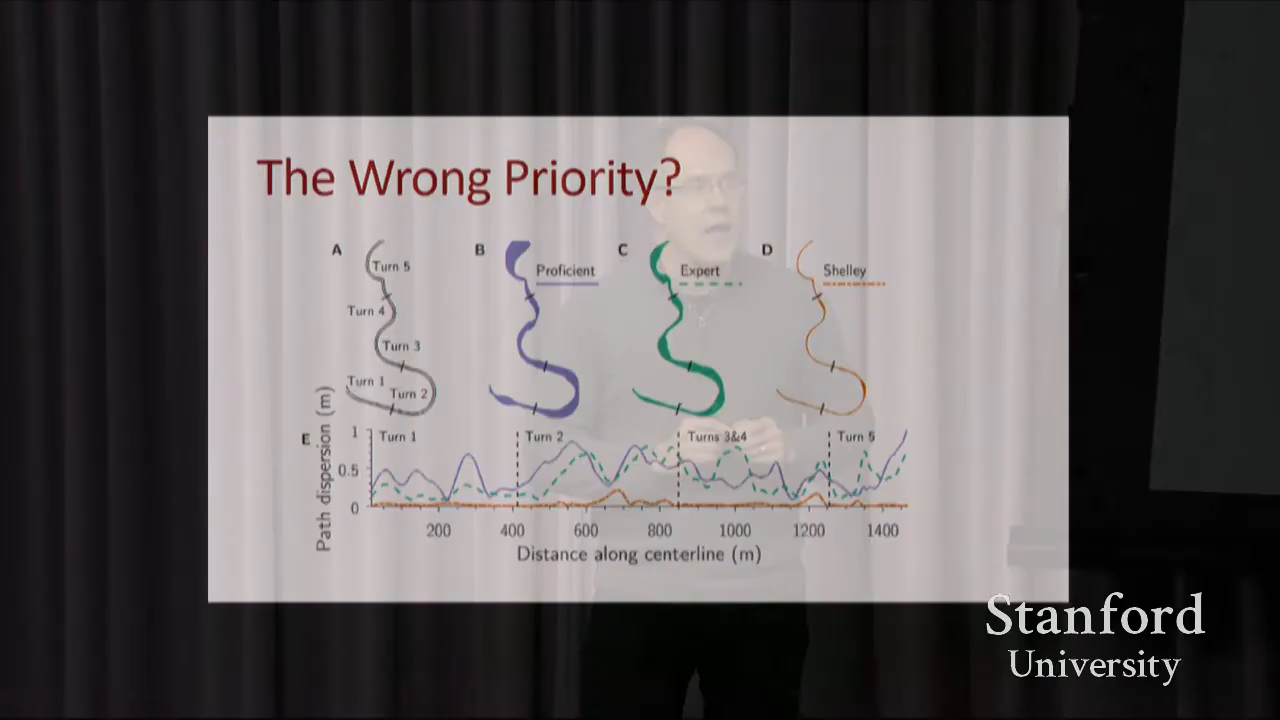 The Wrong Priority?
A
B
C
D
Turn 5
Proficient
Expert
Shelley
Turn 4
Turn 3
Turn 1
Turn 2
E
Path dispersion (m)
Turn 1
Turn 2
Turns 3&4
Turn 5
1
0.5
0
200 400 600 800 1000 1200 1400
Distance along centerline (m)
Stanford
University